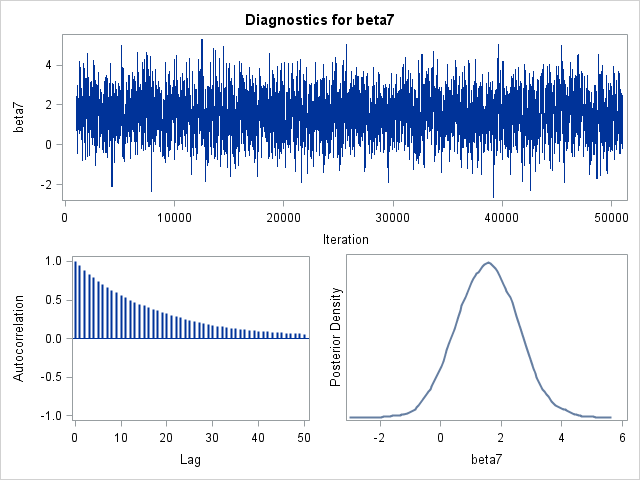 Diagnostics for beta7
beta7
4
2
0
-2
0 10000 20000 30000 40000 50000
Iteration
Autocorrelation
1.0
0.5
0.0
-0.5
-1.0
0 10 20 30 40 50
Lag
Posterior Density
-2 0 2 4 6
beta7